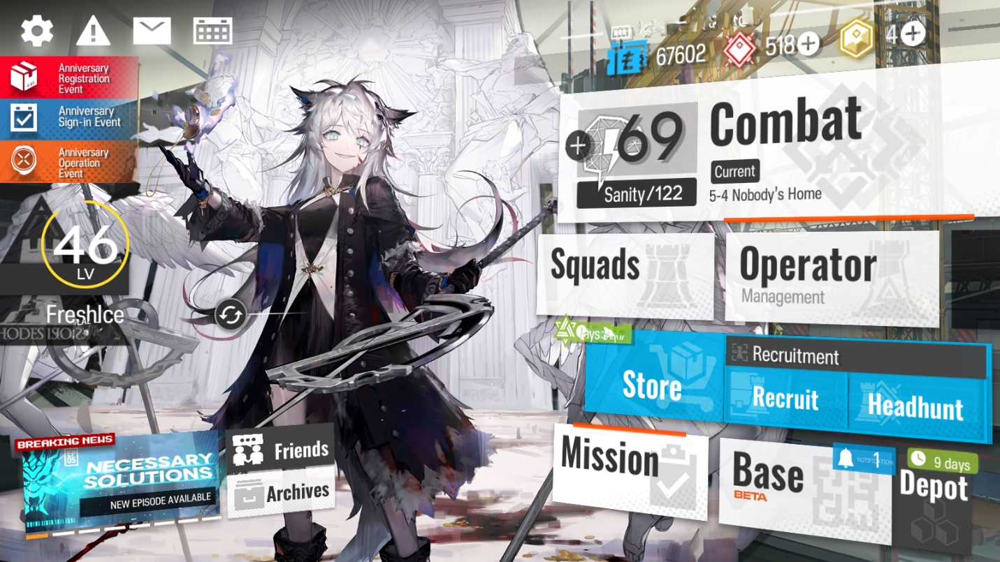 67602
518
4
Anniversary
Registration
Event
Anniversary
Sign-in Event
Anniversary
Operation
Event
69
Sanity/122
Combat
Current
5-4 Nobody's Home
46
LV
FreshIce
Squads
Operator
Management
Store
Recruitment
Recruit
Headhunt
BREAKING NEWS
EP
05
NECESSARY
SOLUTIONS
NEW EPISODE AVAILABLE
Friends
Archives
Mission
Base
BETA
NOTIFICATION
1
9 days
Depot